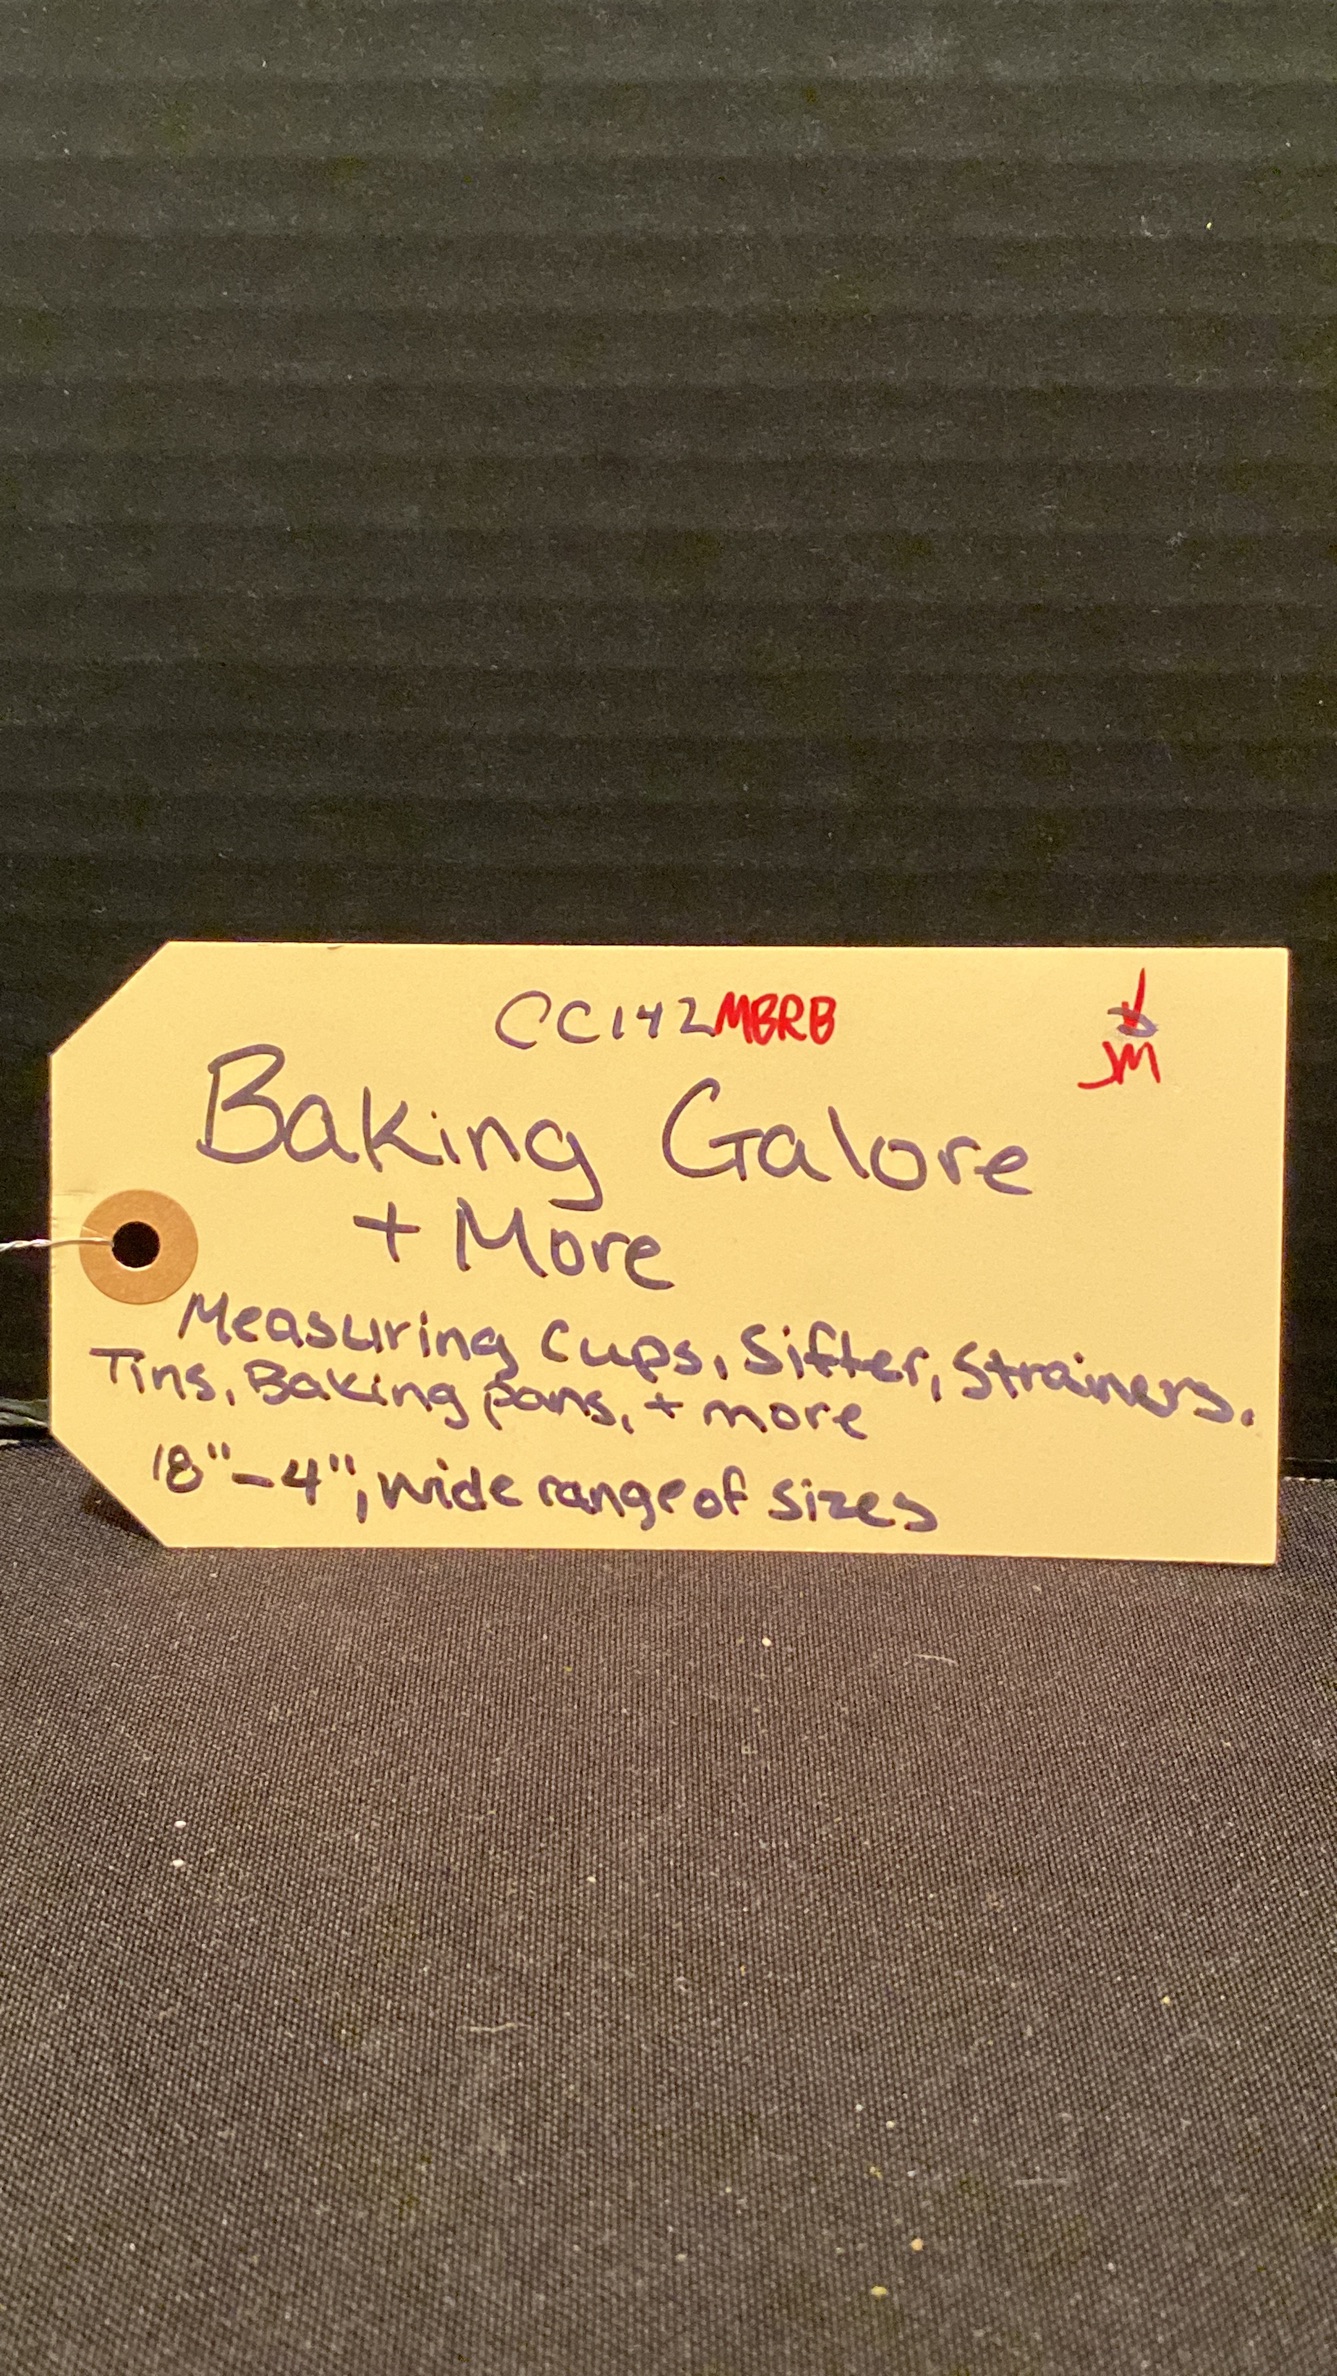 CC142MBRB
JM
Baking Galore
+ More
Measuring Cups, Sifter, Strainers,
Tins, Baking pans, + more
18"-4", wide range of sizes